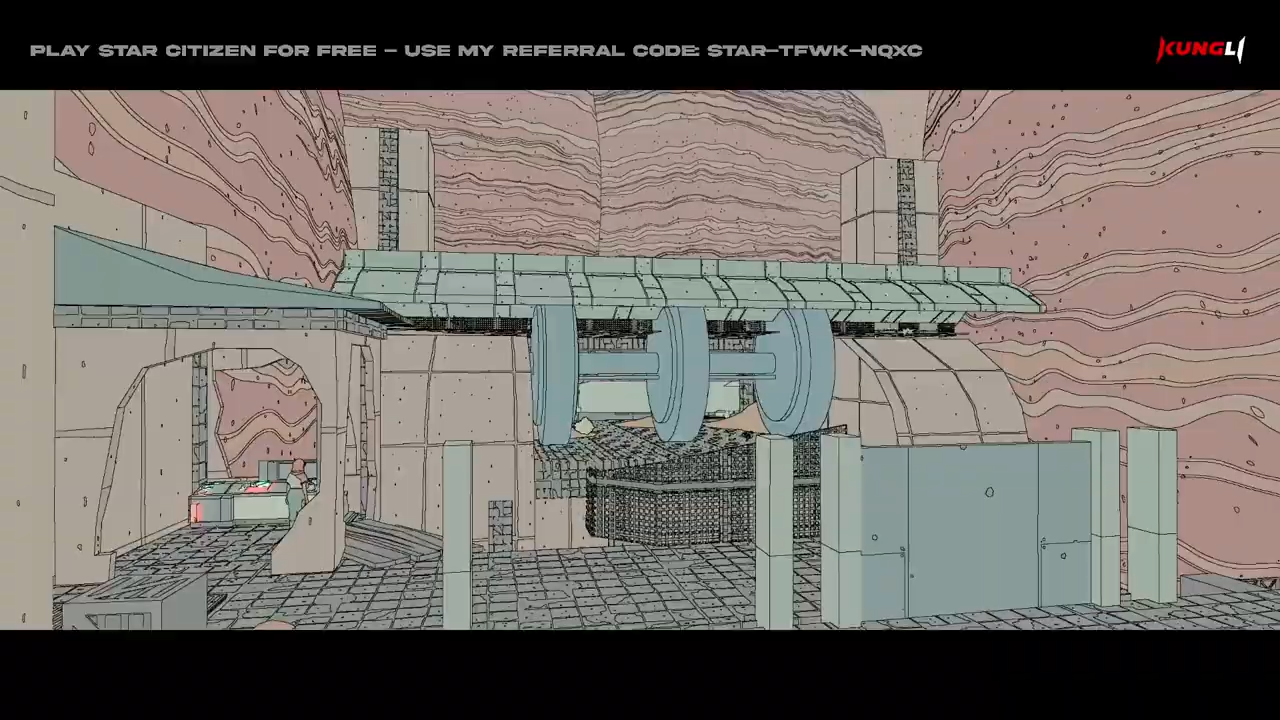 PLAY STAR CITIZEN FOR FREE - USE MY REFERRAL CODE: STAR-TFWK-NQXC
KUNGLI